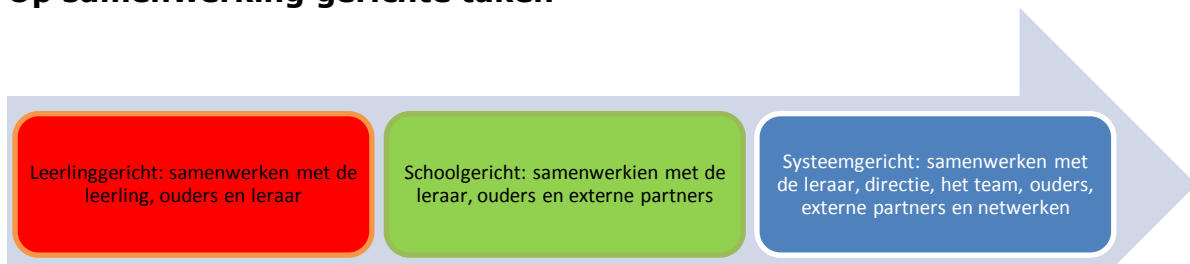 Op samenwerking gerichte taken
Leerlinggericht: samenwerken met de
leerling, ouders en leraar
Schoolgericht: samenwerkien met de
leraar, ouders en externe partners
Systeemgericht: samenwerken met
de leraar, directie, het team, ouders,
externe partners en netwerken